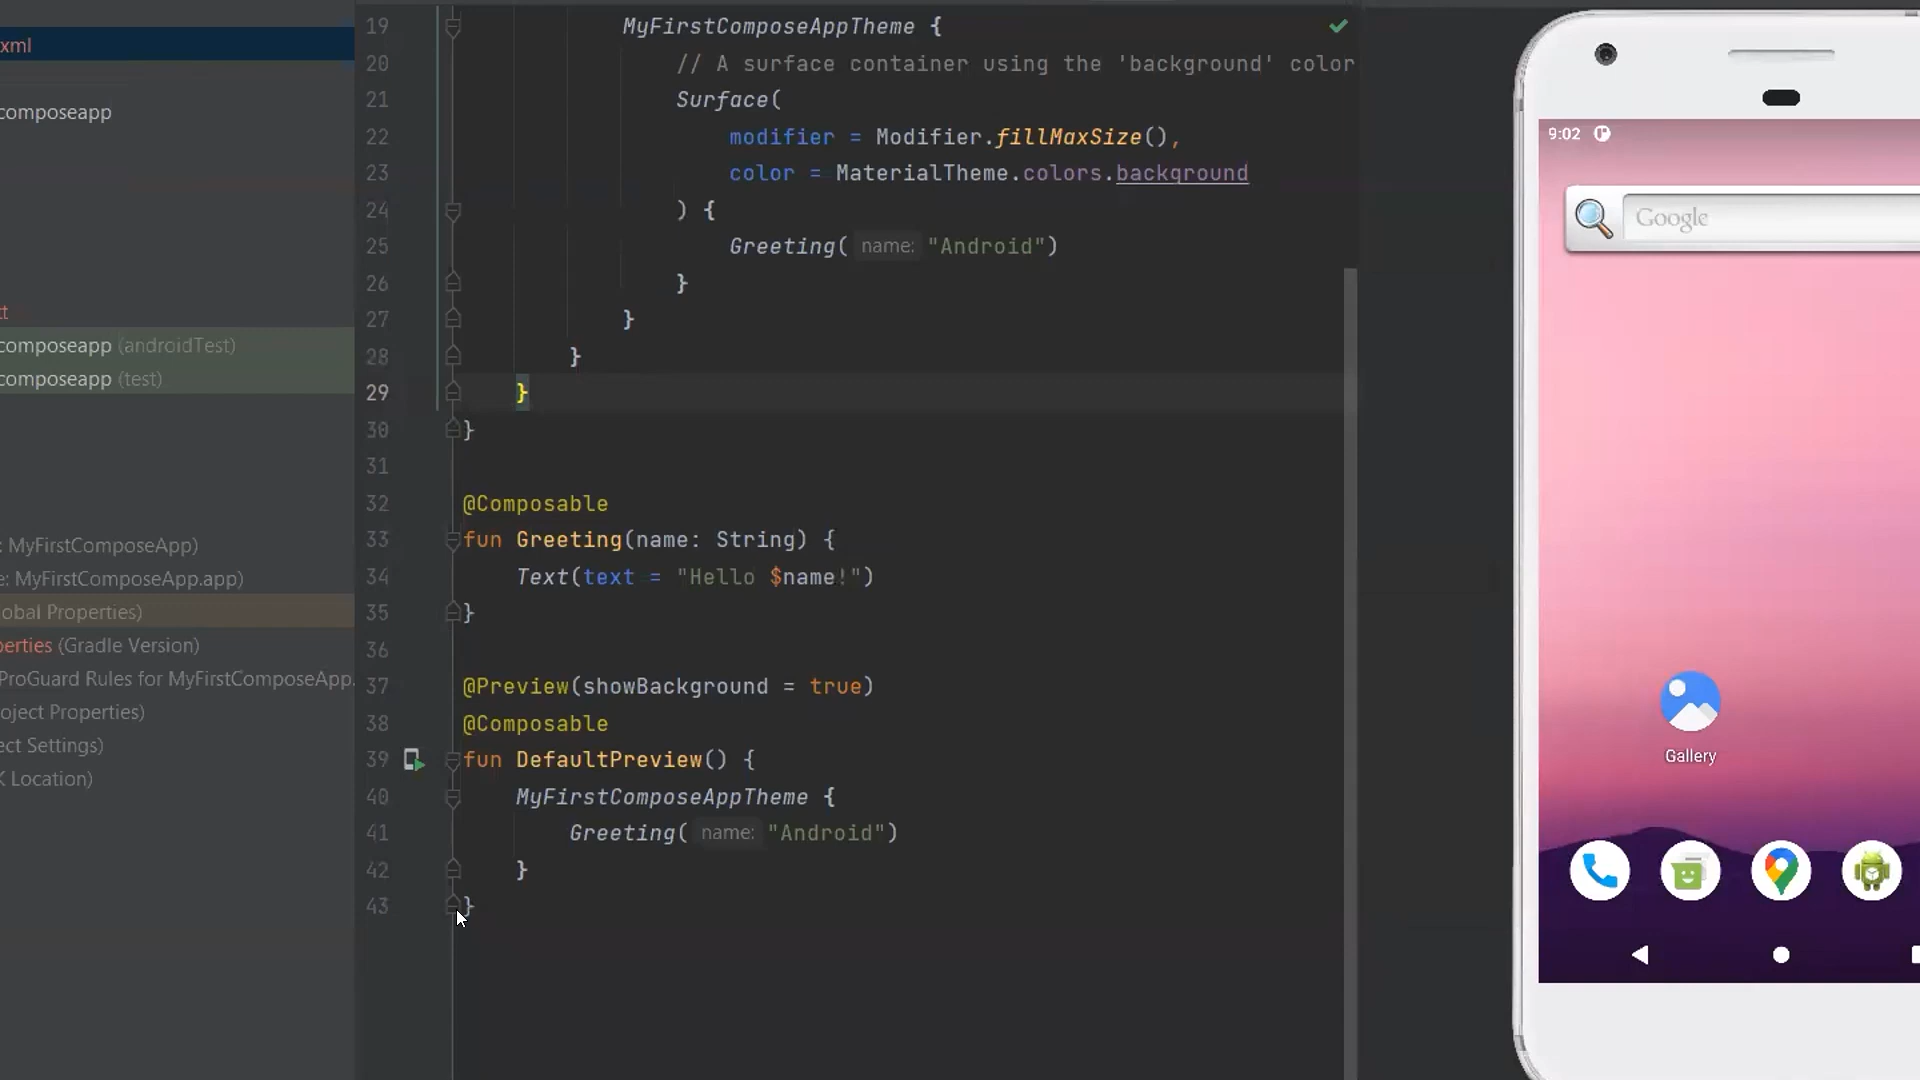 xml
composeapp
composeapp (androidTest)
composeapp (test)
: MyFirstComposeApp)
e: MyFirstComposeApp.app)
obal Properties)
perties (Gradle Version)
ProGuard Rules for MyFirstComposeApp.
oject Properties)
ect Settings)
K Location)
19 MyFirstComposeAppTheme {
20 // A surface container using the 'background' color
21 Surface(
22 modifier = Modifier.fillMaxSize(),
23 color = MaterialTheme.colors.background
24 ) {
25 Greeting( name: "Android")
26 }
27 }
28 }
29 }
30 }
31
32 @Composable
33 fun Greeting(name: String) {
34 Text(text = "Hello $name!")
35 }
36
37 @Preview(showBackground = true)
38 @Composable
39 fun DefaultPreview() {
40 MyFirstComposeAppTheme {
41 Greeting( name: "Android")
42 }
43 }
9:02
Google
Gallery